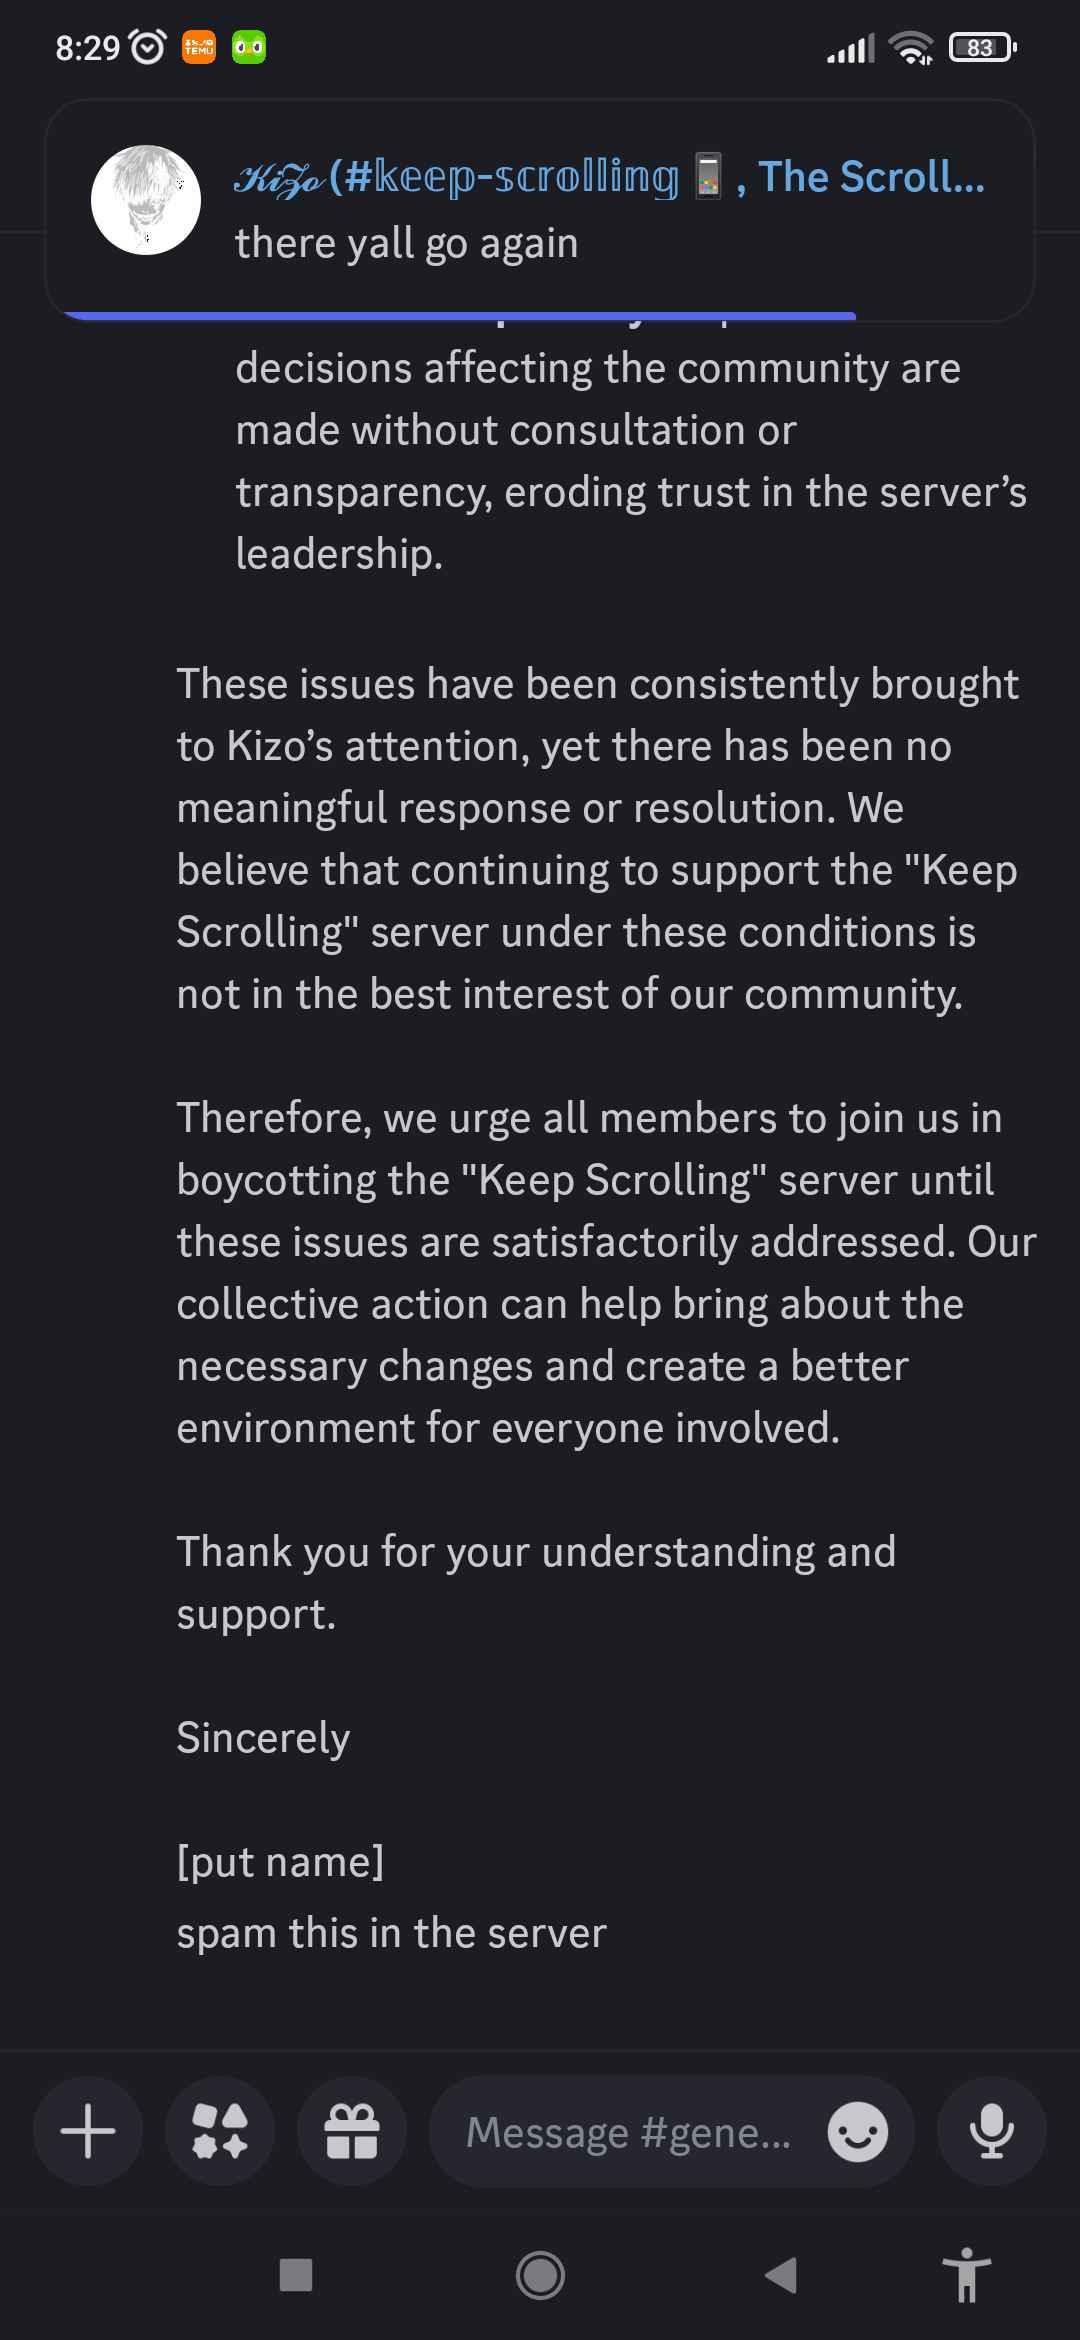 8:29
TEMU
83
𝒦𝒾𝓏𝑜 (#𝕜𝕖𝕖𝕡-𝕤𝕔𝕣𝕠𝕝𝕝𝕚𝕟𝕘📱, The Scroll...
there yall go again
decisions affecting the community are
made without consultation or
transparency, eroding trust in the server’s
leadership.
These issues have been consistently brought
to Kizo’s attention, yet there has been no
meaningful response or resolution. We
believe that continuing to support the "Keep
Scrolling" server under these conditions is
not in the best interest of our community.
Therefore, we urge all members to join us in
boycotting the "Keep Scrolling" server until
these issues are satisfactorily addressed. Our
collective action can help bring about the
necessary changes and create a better
environment for everyone involved.
Thank you for your understanding and
support.
Sincerely
[put name]
spam this in the server
Message #gene...